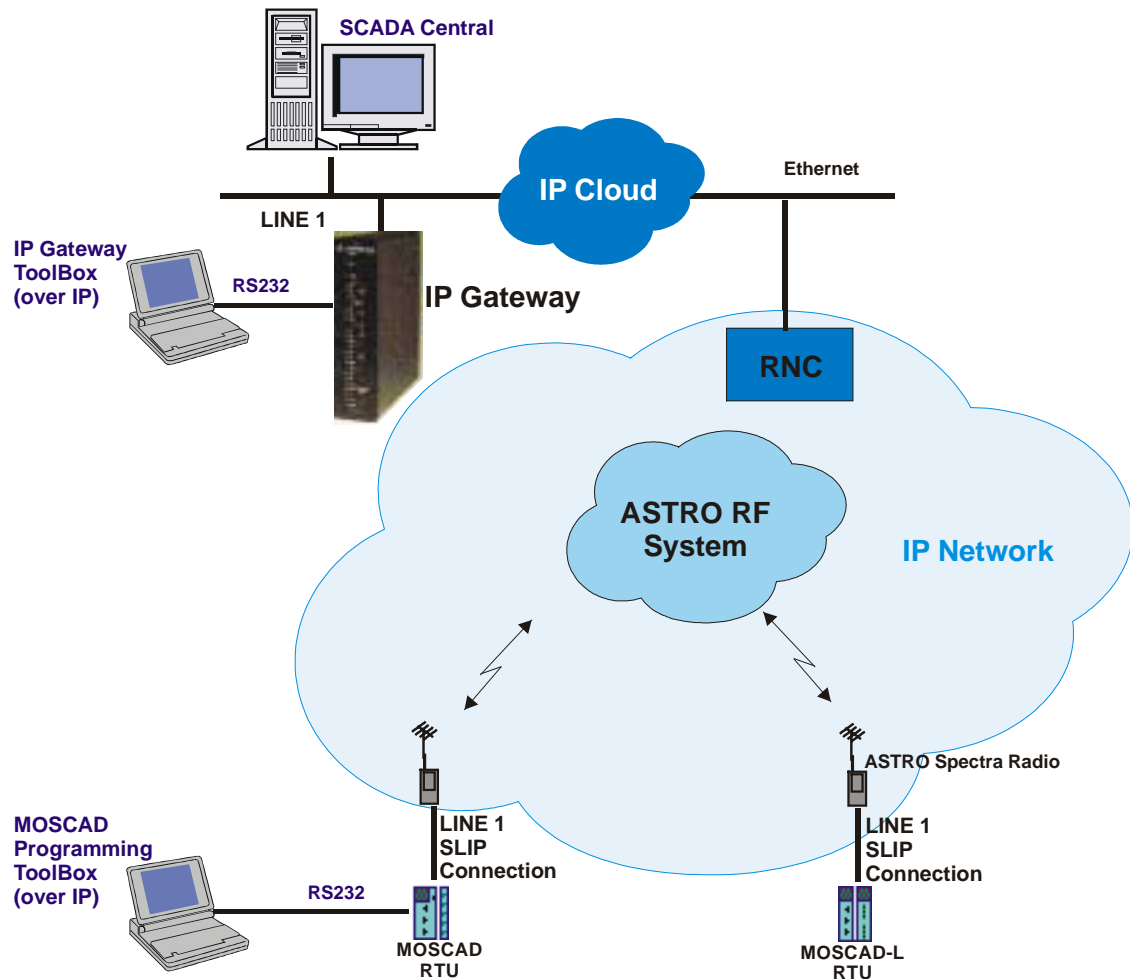 SCADA Central
IP Cloud
Ethernet
LINE 1
IP Gateway
ToolBox
(over IP)
RS232
IP Gateway
RNC
ASTRO RF
System
IP Network
ASTRO Spectra Radio
LINE 1
SLIP
Connection
LINE 1
SLIP
Connection
MOSCAD
Programming
ToolBox
(over IP)
RS232
MOSCAD
RTU
MOSCAD-L
RTU